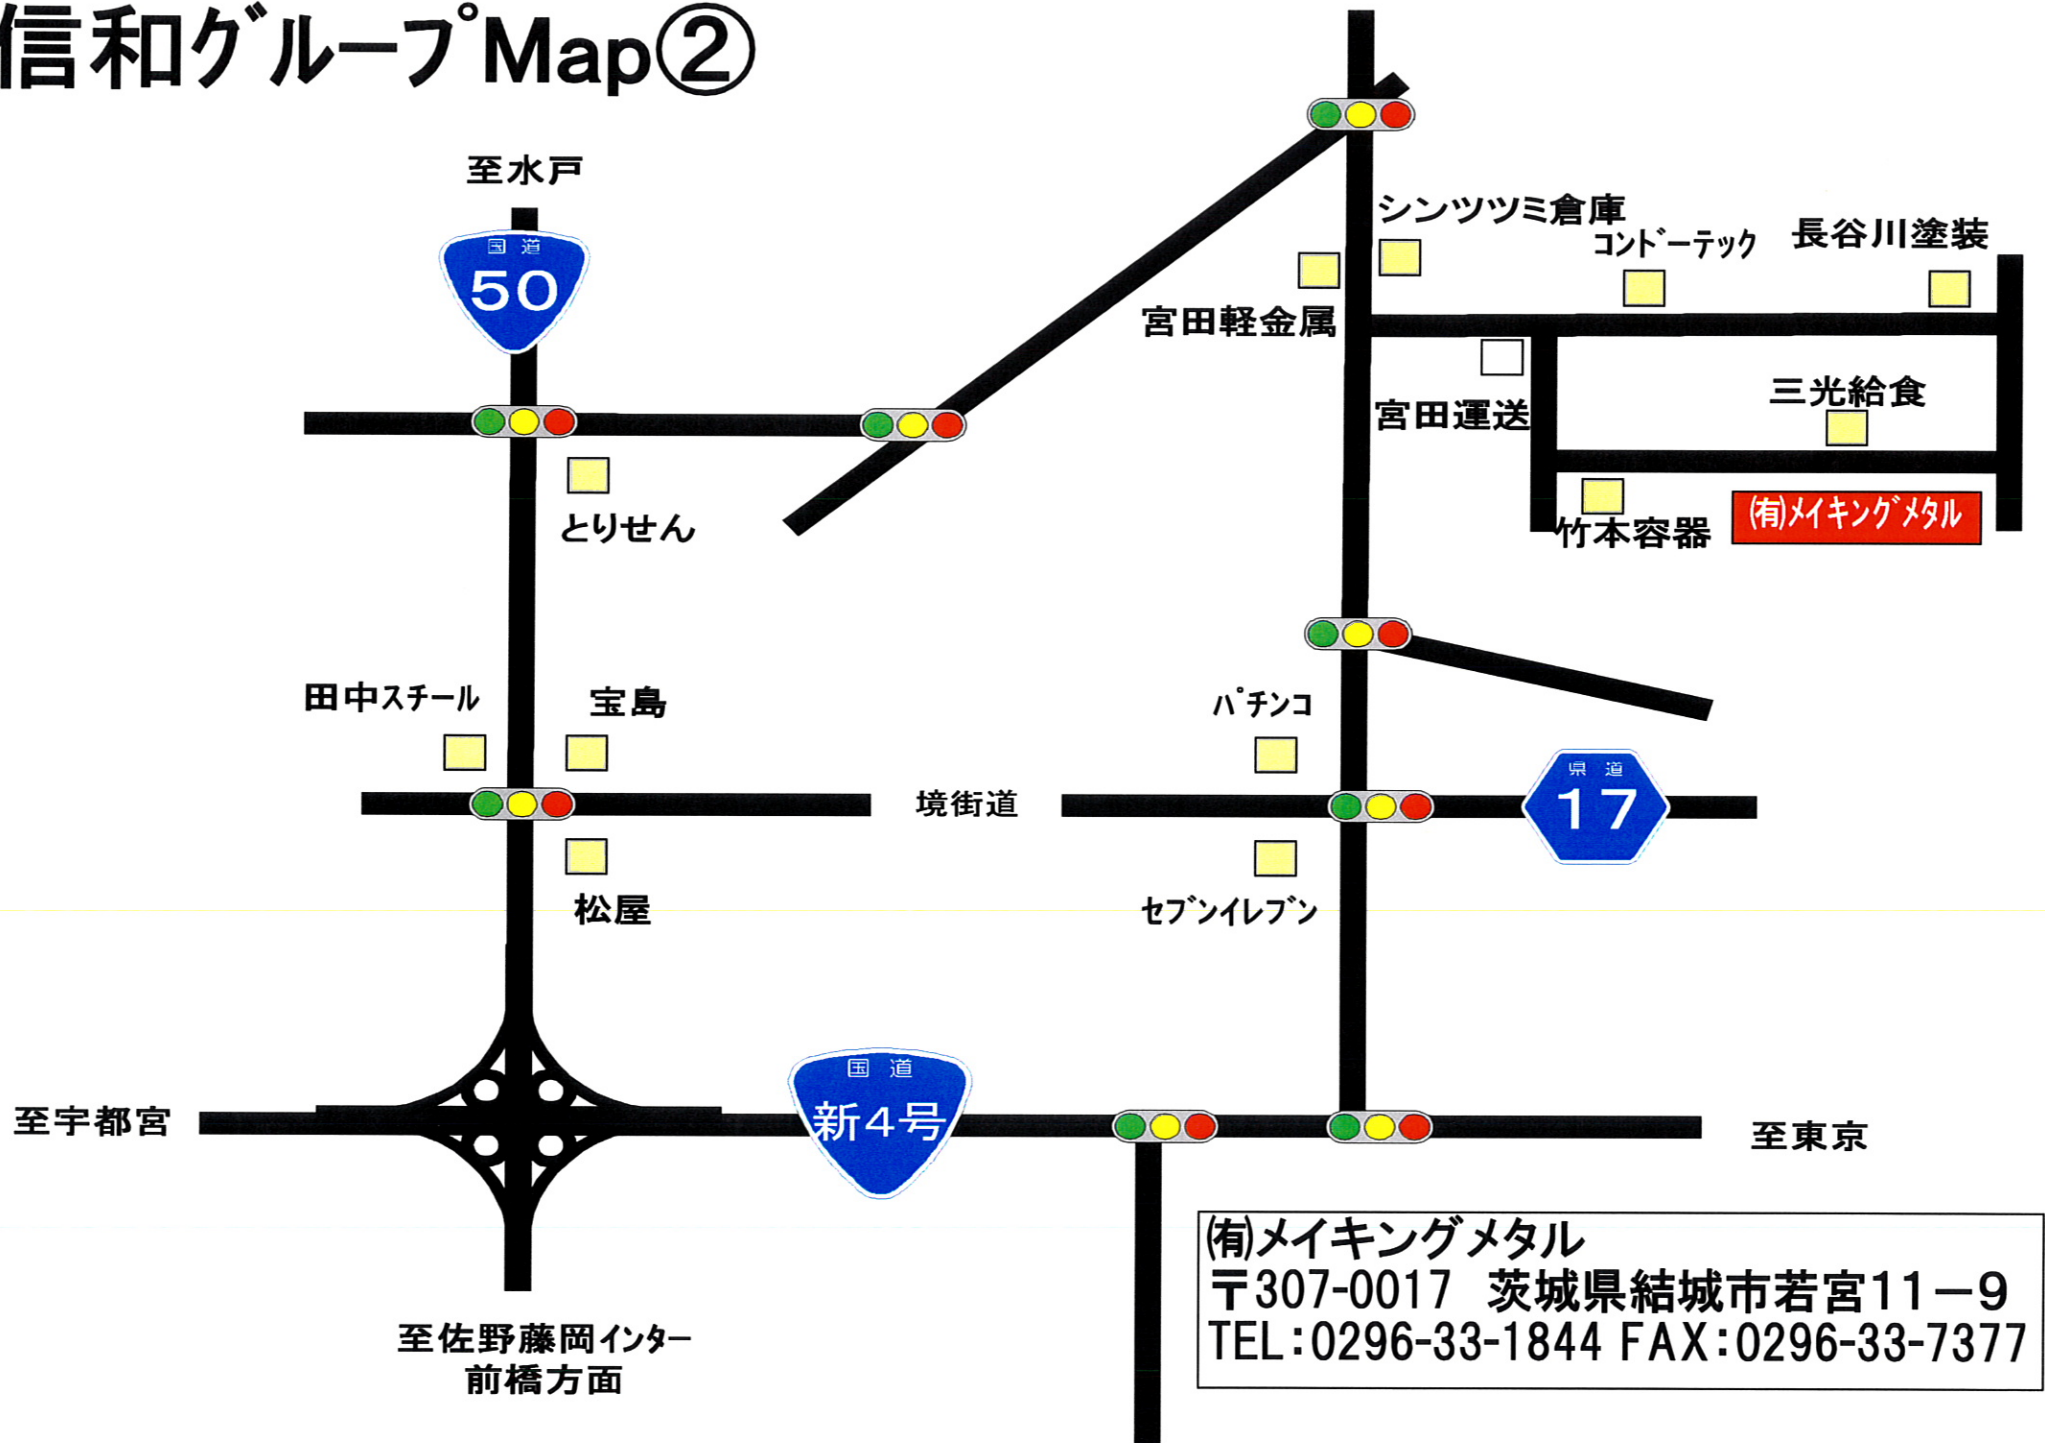 信和グループMap②
至水戸
国道
50
シンツツミ倉庫
コンドーテック
長谷川塗装
宮田軽金属
宮田運送
三光給食
とりせん
竹本容器
㈲メイキングメタル
田中スチール
宝島
パチンコ
境街道
県道
17
松屋
セブンイレブン
国道
新4号
至宇都宮
至東京
㈲メイキングメタル
〒307-0017 茨城県結城市若宮11－9
TEL：0296-33-1844 FAX：0296-33-7377
至佐野藤岡インター
前橋方面